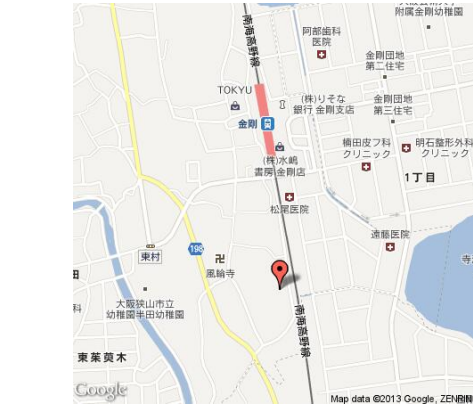 附属金剛幼稚園
南海高野線
阿部歯科
医院
金剛団地
第二住宅
TOKYU
(株)りそな
銀行 金剛支店
金剛団地
第三住宅
金剛
(株)水嶋
書房 金剛店
横田皮フ科
クリニック
明石整形外科
クリニック
1丁目
松尾医院
遠藤医院
198
東村
卍
風輪寺
寺
田
科
大阪狭山市立
幼稚園半田幼稚園
南海高野線
東茱萸木
Google
Map data ©2013 Google, ZENRIN